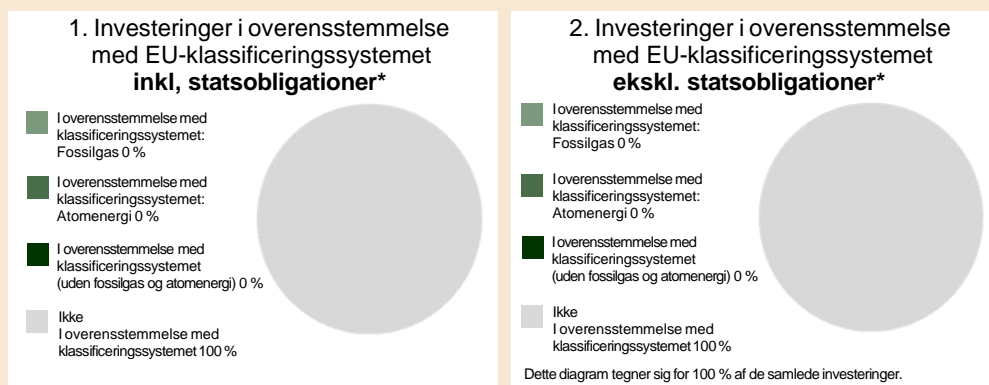 1. Investeringer i overensstemmelse
med EU-klassificeringssystemet
inkl, statsobligationer*
I overensstemmelse med
klassificeringssystemet:
Fossilgas 0 %
I overensstemmelse med
klassificeringssystemet:
Atomenergi 0 %
I overensstemmelse med
klassificeringssystemet
(uden fossilgas og atomenergi) 0 %
Ikke
I overensstemmelse med
klassificeringssystemet 100 %
2. Investeringer i overensstemmelse
med EU-klassificeringssystemet
ekskl. statsobligationer*
I overensstemmelse med
klassificeringssystemet:
Fossilgas 0 %
I overensstemmelse med
klassificeringssystemet:
Atomenergi 0 %
I overensstemmelse med
klassificeringssystemet
(uden fossilgas og atomenergi) 0 %
Ikke
I overensstemmelse med
klassificeringssystemet 100 %
Dette diagram tegner sig for 100 % af de samlede investeringer.